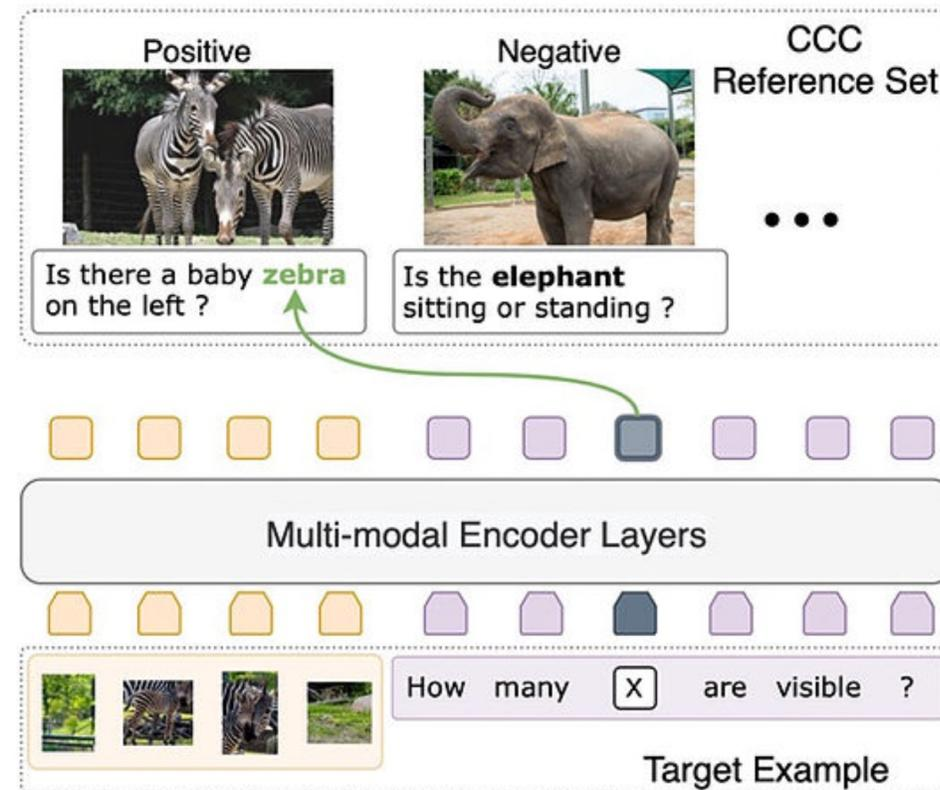 Positive
Negative
CCC
Reference Set
Is there a baby zebra
on the left ?
Is the elephant
sitting or standing ?
Multi-modal Encoder Layers
How many X are visible ?
Target Example